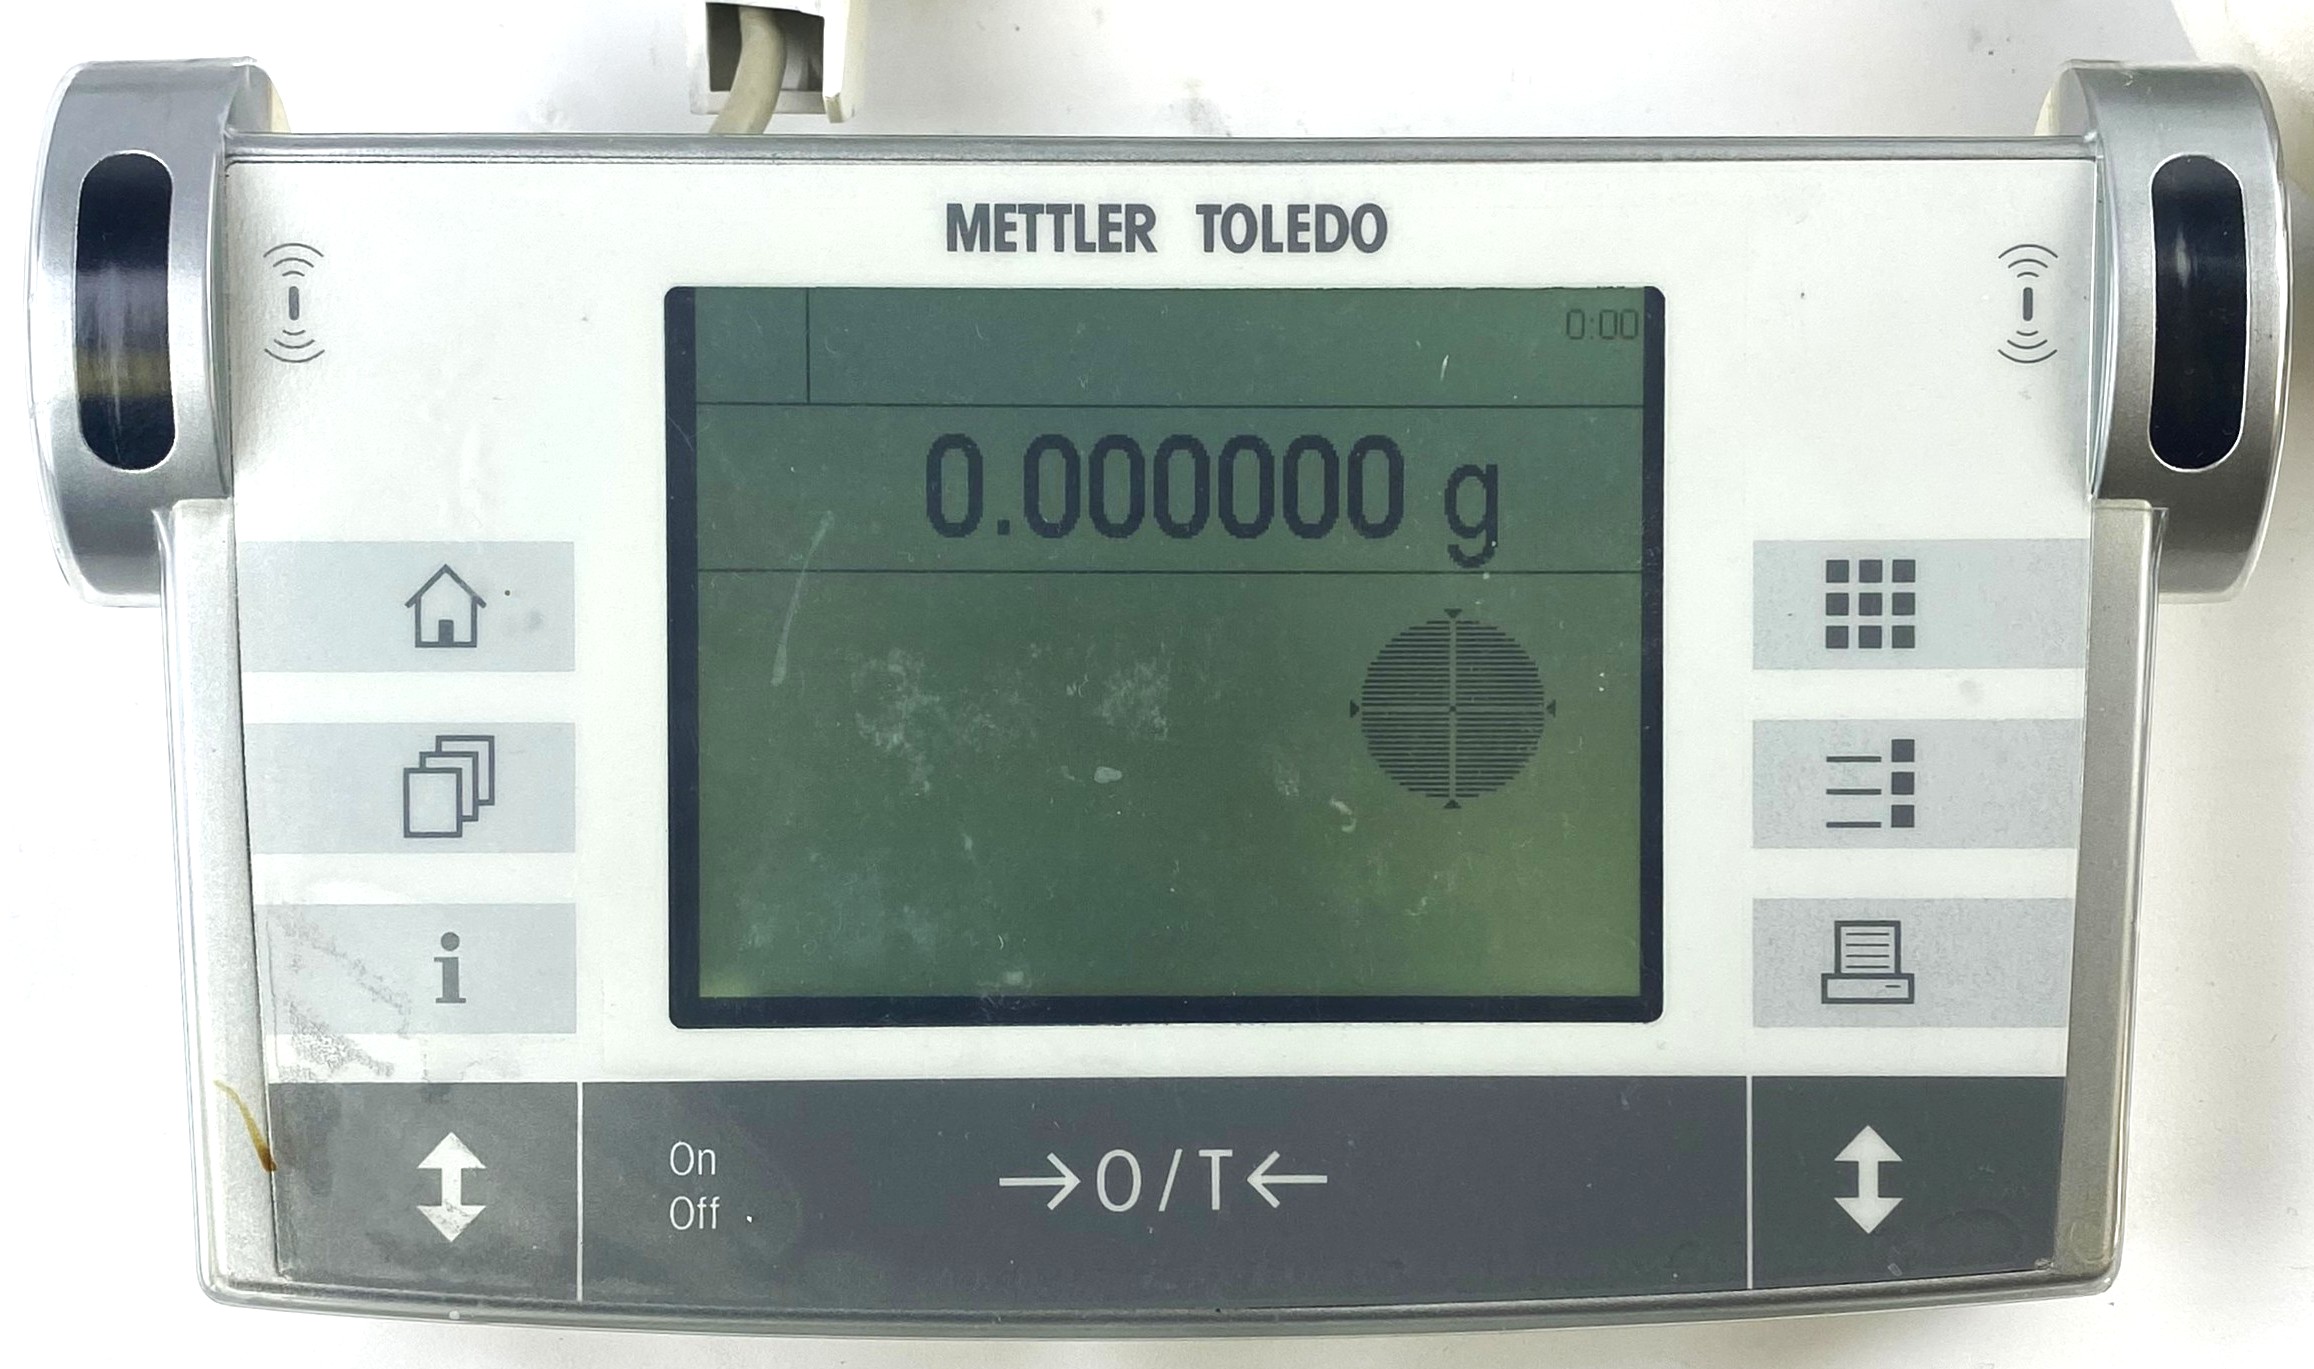 METTLER TOLEDO
0:00
0.000000 g
i
On
Off
→0/T←